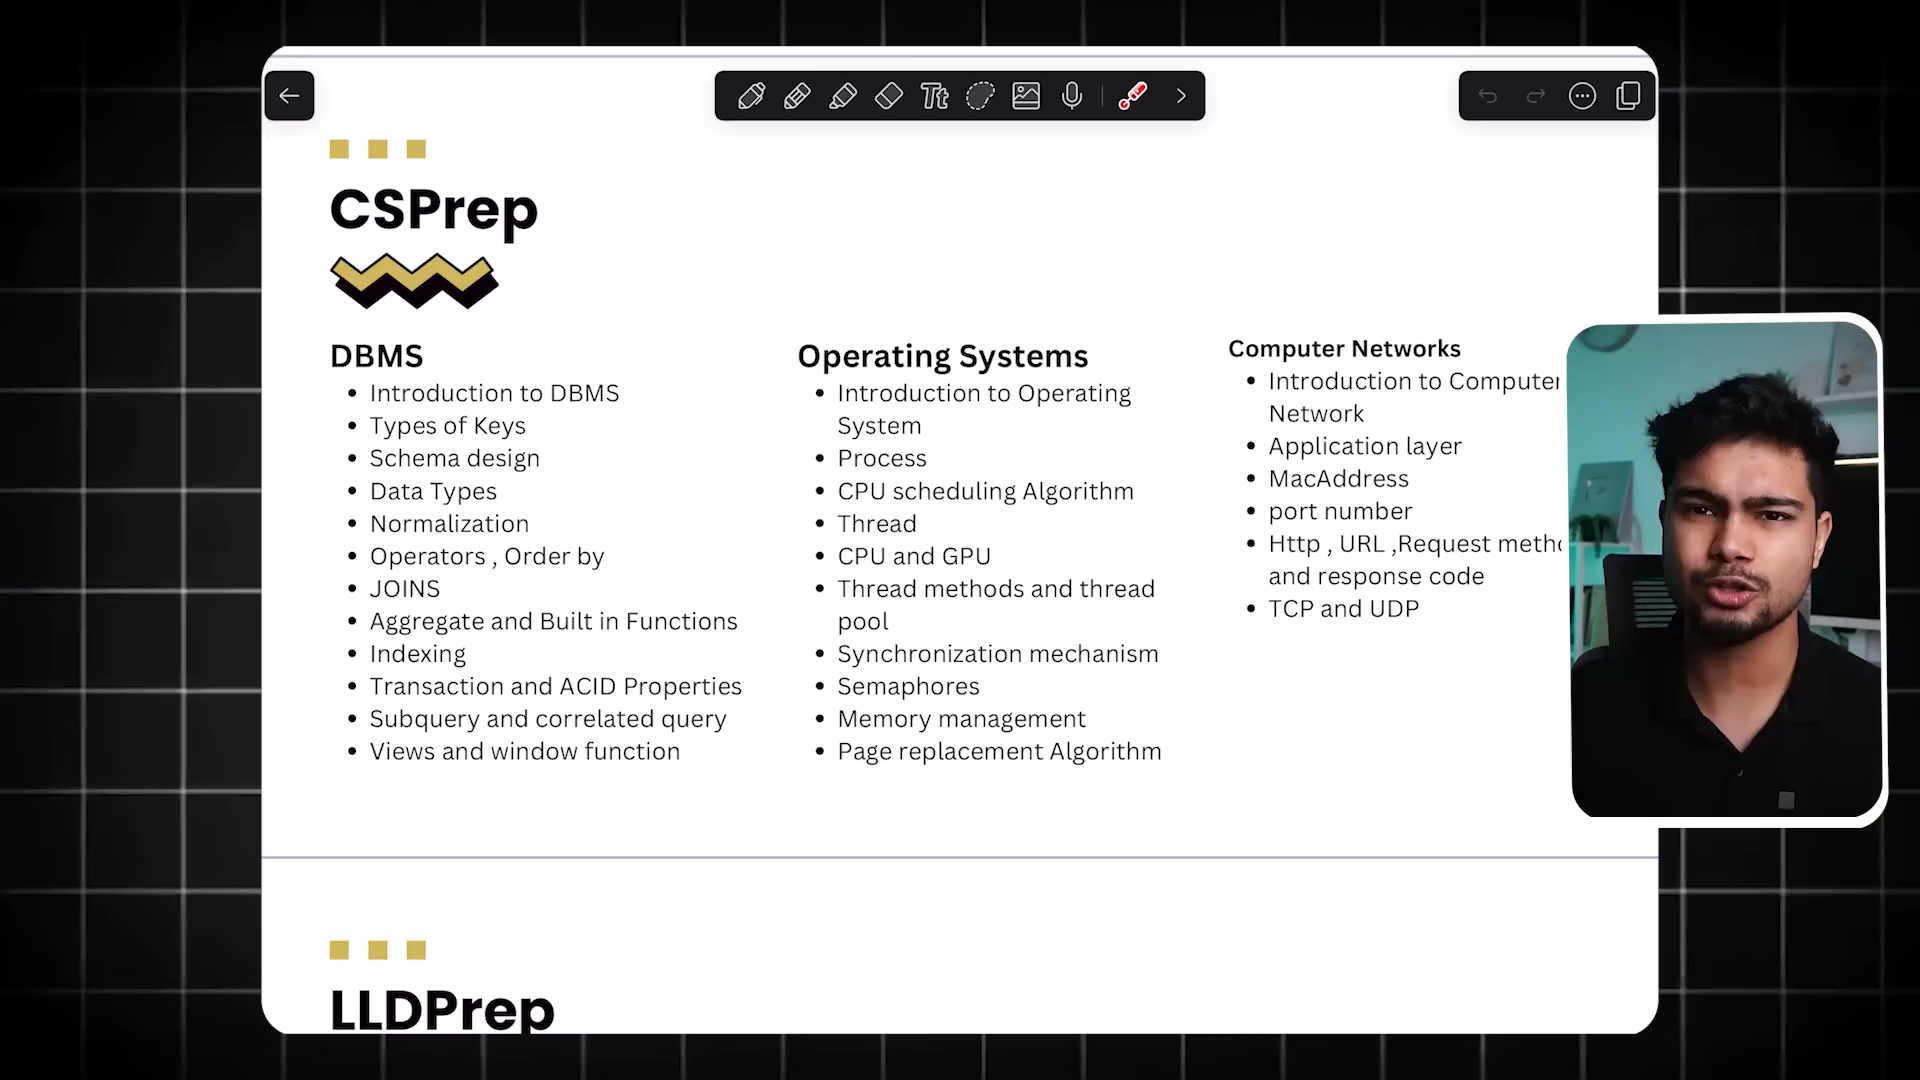 CSPrep
DBMS
Introduction to DBMS
Types of Keys
Schema design
Data Types
Normalization
Operators , Order by
JOINS
Aggregate and Built in Functions
Indexing
Transaction and ACID Properties
Subquery and correlated query
Views and window function
Operating Systems
Introduction to Operating
System
Process
CPU scheduling Algorithm
Thread
CPU and GPU
Thread methods and thread
pool
Synchronization mechanism
Semaphores
Memory management
Page replacement Algorithm
Computer Networks
Introduction to Computer
Network
Application layer
MacAddress
port number
Http , URL ,Request
and response code
TCP and UDP
LLDPrep
Tt